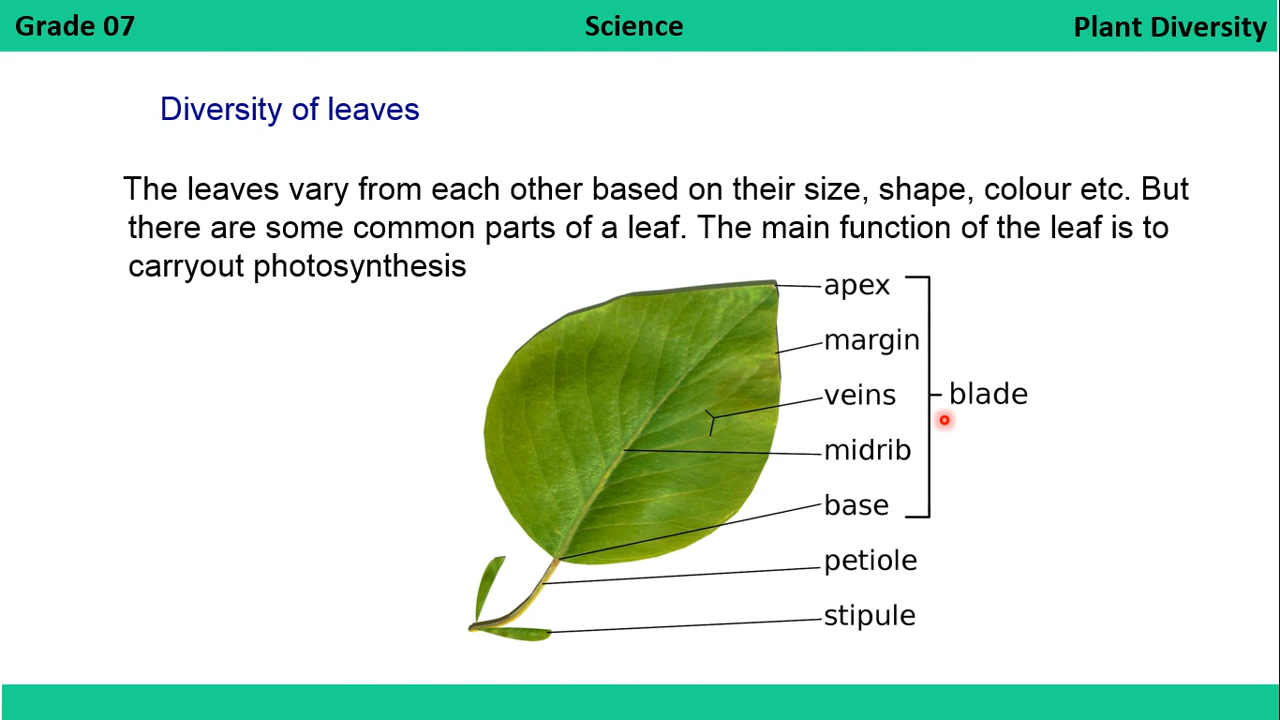 Grade 07 Science Plant Diversity
Diversity of leaves
The leaves vary from each other based on their size, shape, colour etc. But
there are some common parts of a leaf. The main function of the leaf is to
carryout photosynthesis
apex
margin
veins
blade
midrib
base
petiole
stipule